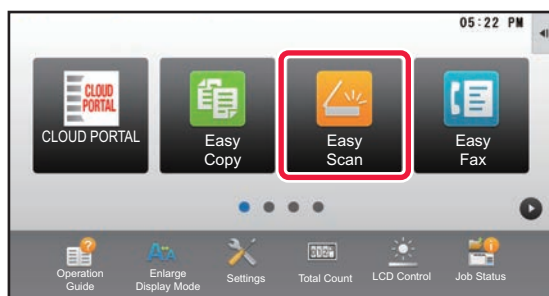 05:22 PM
CLOUD
PORTAL
CLOUD PORTAL
Easy
Copy
Easy
Scan
Easy
Fax
Operation
Guide
Enlarge
Display Mode
Settings
Total Count
LCD Control
Job Status